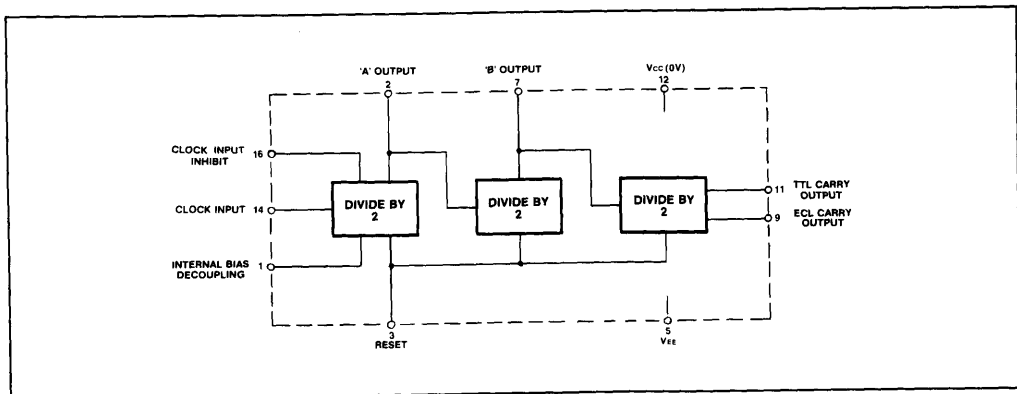 'A' OUTPUT
2
'B' OUTPUT
7
VCC (0V)
12
CLOCK INPUT
INHIBIT
16
CLOCK INPUT
14
INTERNAL BIAS
DECOUPLING
1
DIVIDE BY
2
DIVIDE BY
2
DIVIDE BY
2
11
TTL CARRY
OUTPUT
9
ECL CARRY
OUTPUT
3
RESET
5
VEE